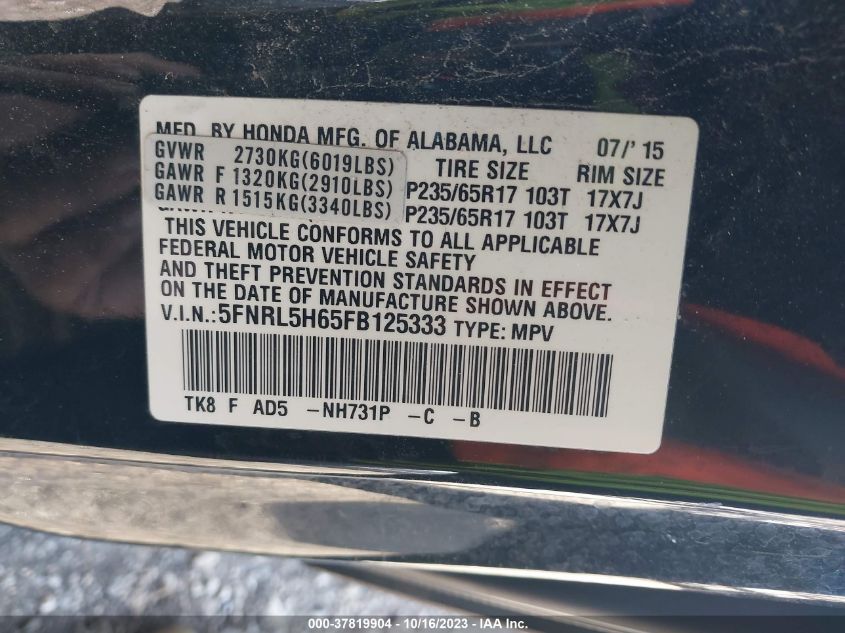 MFD. BY HONDA MFG. OF ALABAMA, LLC 07/' 15
GVWR 2730KG(6019LBS) TIRE SIZE RIM SIZE
GAWR F 1320KG(2910LBS) P235/65R17 103T 17X7J
GAWR R 1515KG(3340LBS) P235/65R17 103T 17X7J
THIS VEHICLE CONFORMS TO ALL APPLICABLE
FEDERAL MOTOR VEHICLE SAFETY
AND THEFT PREVENTION STANDARDS IN EFFECT
ON THE DATE OF MANUFACTURE SHOWN ABOVE.
V.I.N.:5FNRL5H65FB125333 TYPE: MPV
TK8 F AD5 -NH731P -C -B
000-37819904 - 10/16/2023 - IAA Inc.